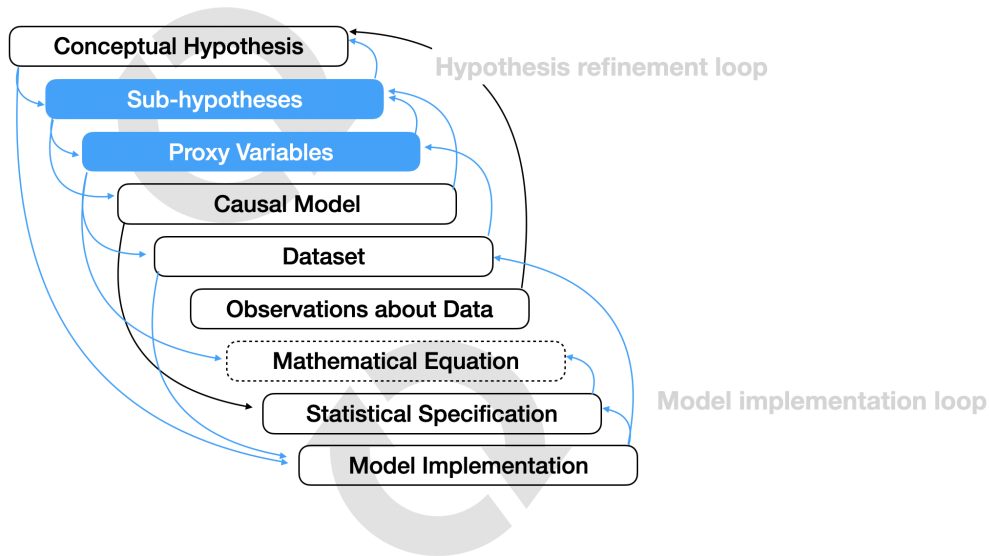 Conceptual Hypothesis
Hypothesis refinement loop
Sub-hypotheses
Proxy Variables
Causal Model
Dataset
Observations about Data
Mathematical Equation
Statistical Specification
Model implementation loop
Model Implementation